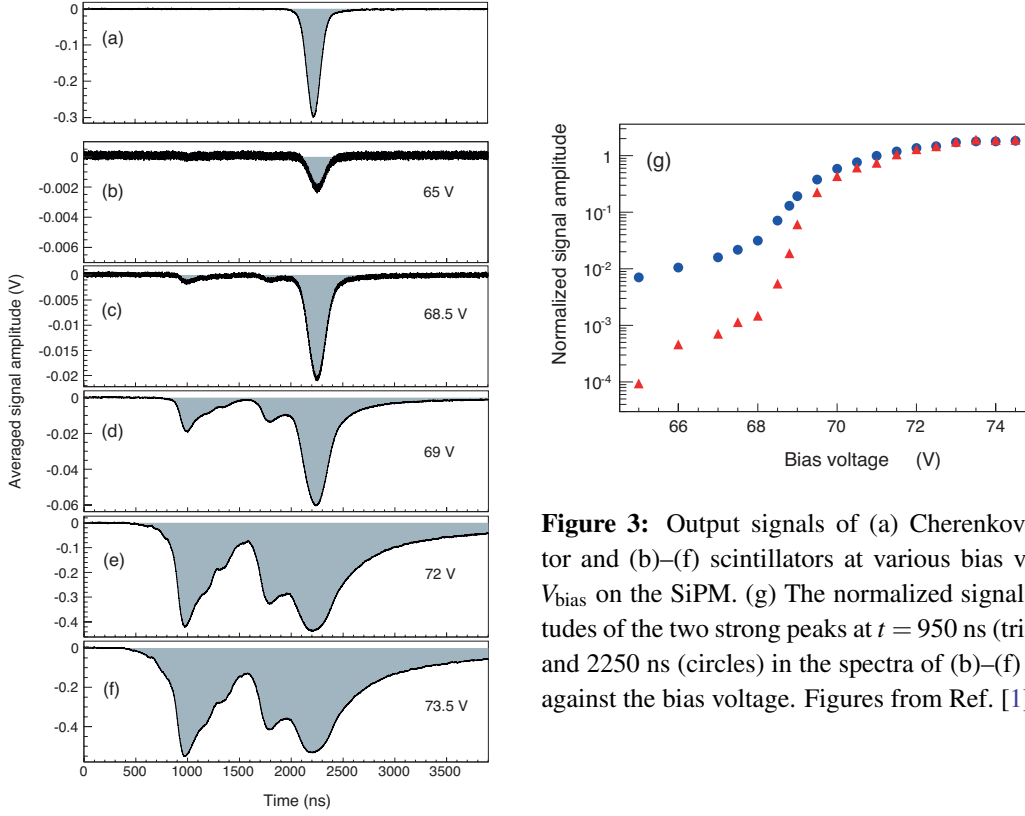 0
-0.1
-0.2
-0.3
(a)
0
-0.002
-0.004
-0.006
(b)
65 V
0
-0.005
-0.01
-0.015
-0.02
(c)
68.5 V
0
-0.02
-0.04
-0.06
(d)
69 V
0
-0.1
-0.2
-0.3
-0.4
(e)
72 V
0
-0.2
-0.4
(f)
73.5 V
0 500 1000 1500 2000 2500 3000 3500
Time (ns)
Averaged signal amplitude (V)
Normalized signal amplitude
(g)
1
10-1
10-2
10-3
10-4
66 68 70 72 74
Bias voltage (V)
Figure 3: Output signals of (a) Cherenkov
tor and (b)–(f) scintillators at various bias v
Vbias on the SiPM. (g) The normalized signal
tudes of the two strong peaks at t = 950 ns (tri
and 2250 ns (circles) in the spectra of (b)–(f)
against the bias voltage. Figures from Ref. [1]